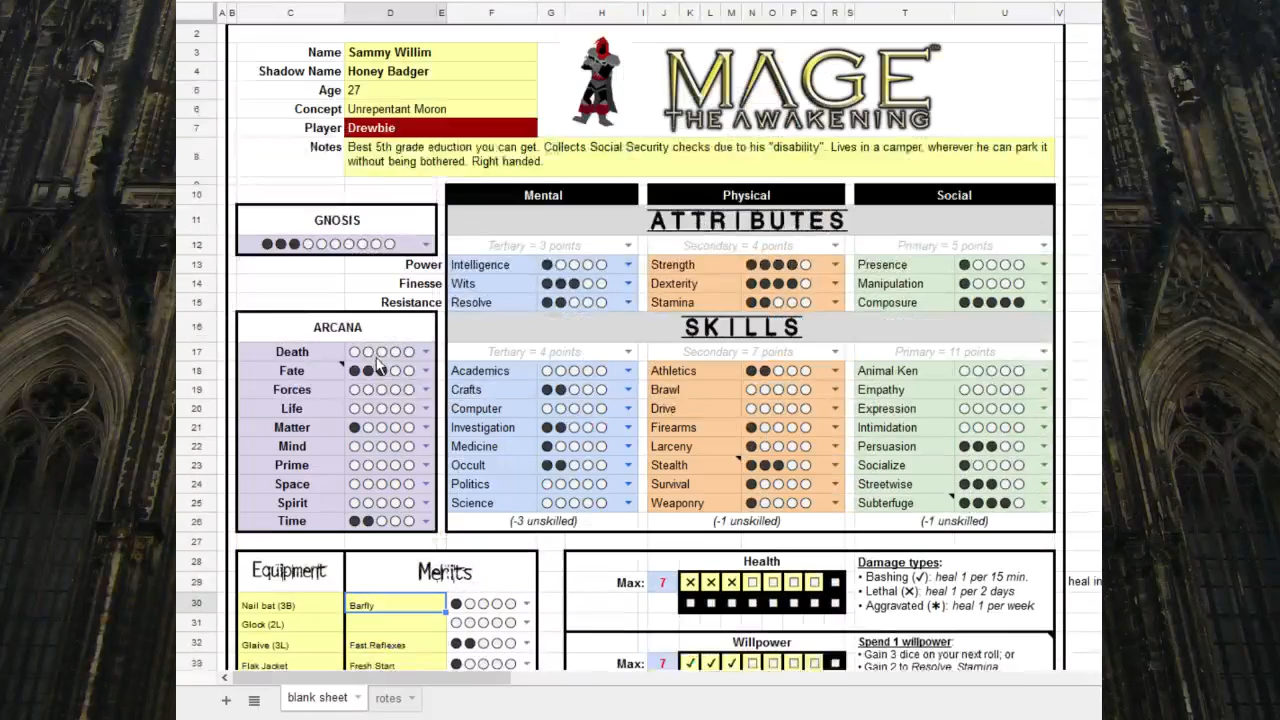 A B C D E F G H I J K L M N O P Q R S T U V
2
3 Name Sammy Willim
MAGE
THE AWAKENING
4 Shadow Name Honey Badger
5 Age 27
6 Concept Unrepentant Moron
7 Player Drewbie
8 Notes Best 5th grade eduction you can get. Collects Social Security checks due to his "disability". Lives in a camper, wherever he can park it
without being bothered. Right handed.
10 Mental Physical Social
11 GNOSIS ATTRIBUTES
12 Tertiary = 3 points Secondary = 4 points Primary = 5 points
13 Power Intelligence Strength Presence
14 Finesse Wits Dexterity Manipulation
15 Resistance Resolve Stamina Composure
16 ARCANA SKILLS
17 Death Tertiary = 4 points Secondary = 7 points Primary = 11 points
18 Fate Academics Athletics Animal Ken
19 Forces Crafts Brawl Empathy
20 Life Computer Drive Expression
21 Matter Investigation Firearms Intimidation
22 Mind Medicine Larceny Persuasion
23 Prime Occult Stealth Socialize
24 Space Politics Survival Streetwise
25 Spirit Science Weaponry Subterfuge
26 Time (-3 unskilled) (-1 unskilled) (-1 unskilled)
27
28 Equipment Merits Health Damage types:
29 Max: 7 • Bashing (✓): heal 1 per 15 min.
• Lethal (✕): heal 1 per 2 days
heal in
30 Nail bat (3B) Barfly • Aggravated (✱): heal 1 per week
31 Glock (2L)
32 Glaive (3L) Fast Reflexes Willpower Spend 1 willpower:
33 Flak Jacket Fresh Start Max: 7 • Gain 3 dice on your next roll; or
• Gain 2 to Resolve, Stamina
blank sheet rotes